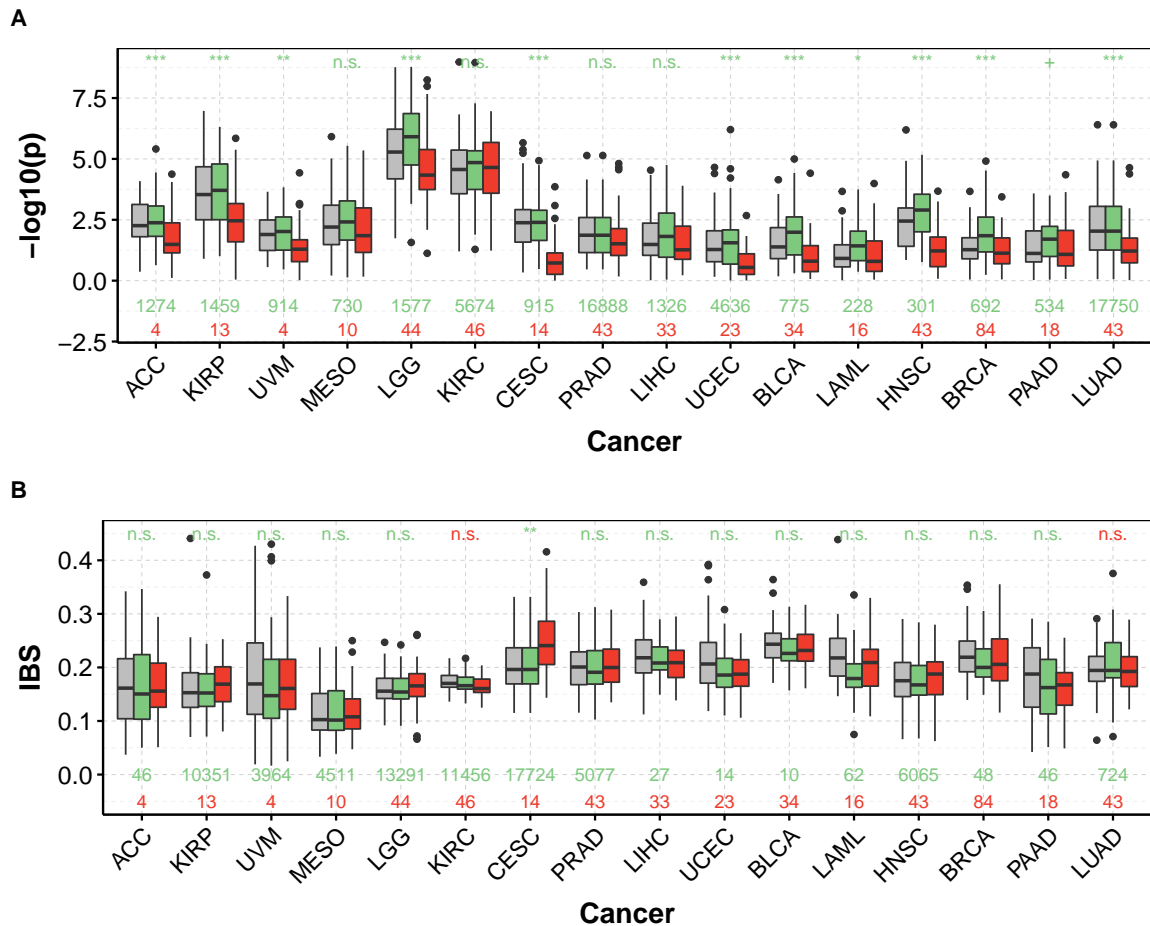 A
*** *** ** n.s. *** n.s. *** n.s. n.s. *** *** * *** *** + ***
7.5
5.0
2.5
0.0
−2.5
−log10(p)
1274 1459 914 730 1577 5674 915 16888 1326 4636 775 228 301 692 534 17750
4 13 4 10 44 46 14 43 33 23 34 16 43 84 18 43
ACC KIRP UVM MESO LGG KIRC CESC PRAD LIHC UCEC BLCA LAML HNSC BRCA PAAD LUAD
Cancer
B
n.s. n.s. n.s. n.s. n.s. n.s. ** n.s. n.s. n.s. n.s. n.s. n.s. n.s. n.s. n.s.
0.4
0.3
0.2
0.1
0.0
IBS
46 10351 3964 4511 13291 11456 17724 5077 27 14 10 62 6065 48 46 724
4 13 4 10 44 46 14 43 33 23 34 16 43 84 18 43
ACC KIRP UVM MESO LGG KIRC CESC PRAD LIHC UCEC BLCA LAML HNSC BRCA PAAD LUAD
Cancer